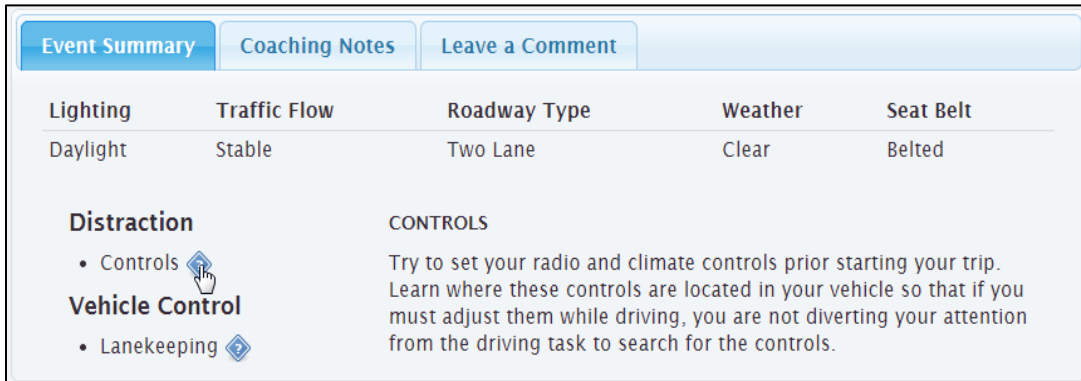 Event Summary Coaching Notes Leave a Comment
Lighting Traffic Flow Roadway Type Weather Seat Belt
Daylight Stable Two Lane Clear Belted
Distraction
• Controls
Vehicle Control
• Lanekeeping ?
CONTROLS
Try to set your radio and climate controls prior starting your trip.
Learn where these controls are located in your vehicle so that if you
must adjust them while driving, you are not diverting your attention
from the driving task to search for the controls.